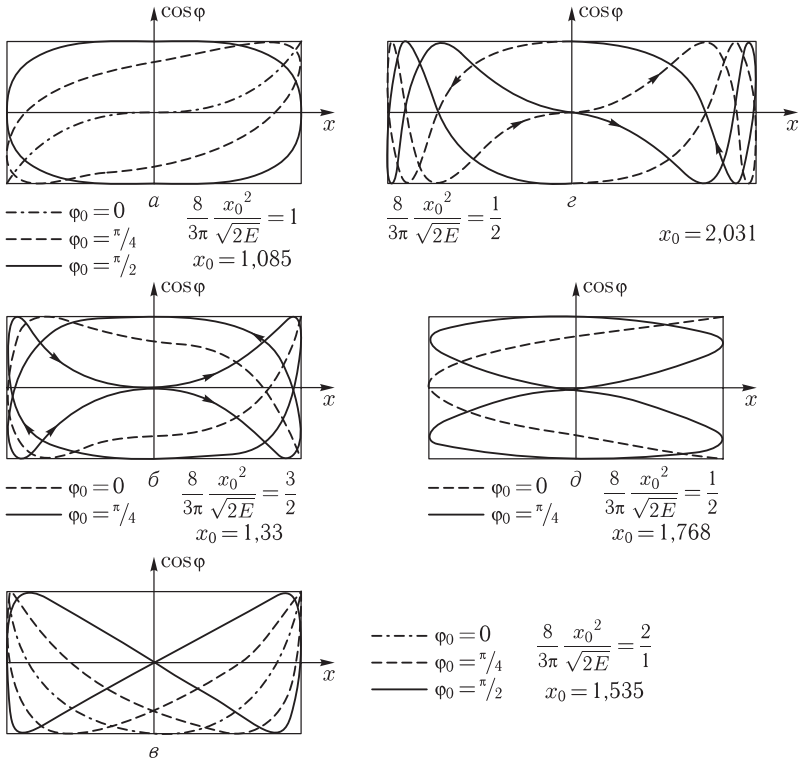 cos φ
x
а
φ₀ = 0
φ₀ = π/4
φ₀ = π/2
8/3π x₀²/√2E = 1
x₀ = 1,085
cos φ
x
г
8/3π x₀²/√2E = 1/2
x₀ = 2,031
cos φ
x
б
φ₀ = 0
φ₀ = π/4
8/3π x₀²/√2E = 3/2
x₀ = 1,33
cos φ
x
д
φ₀ = 0
φ₀ = π/4
8/3π x₀²/√2E = 1/2
x₀ = 1,768
cos φ
x
в
φ₀ = 0
φ₀ = π/4
φ₀ = π/2
8/3π x₀²/√2E = 2/1
x₀ = 1,535